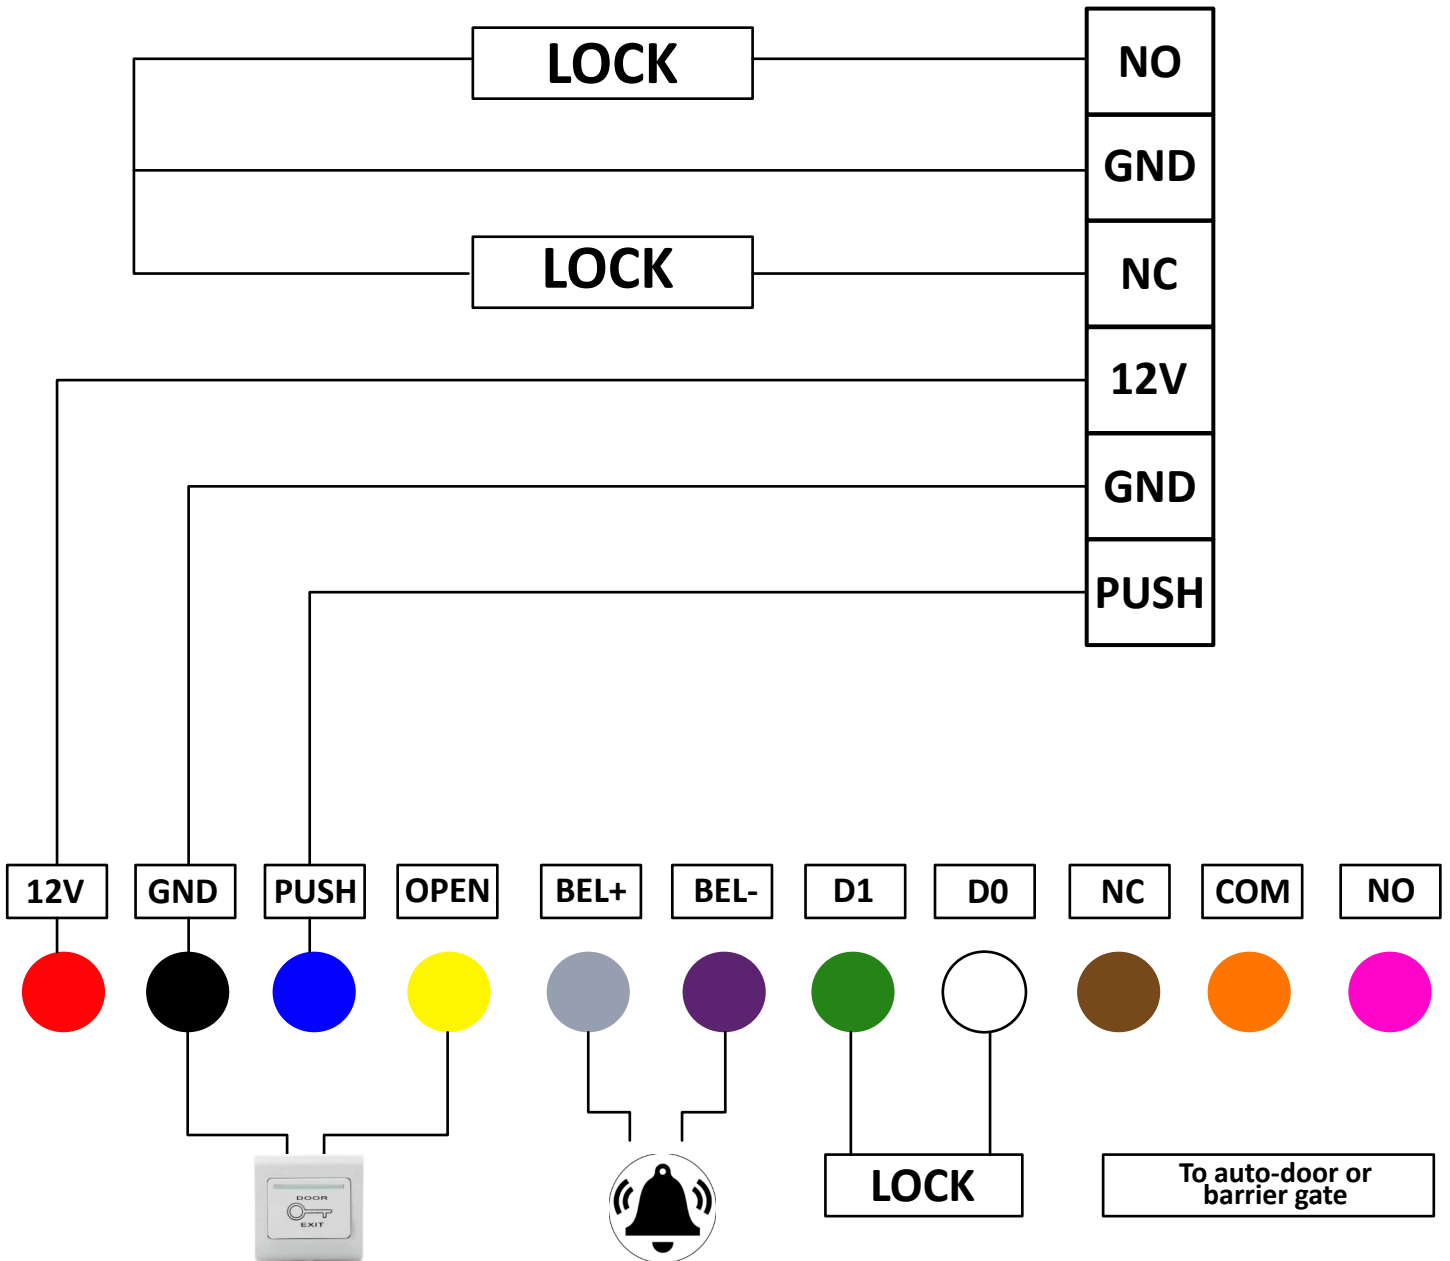 LOCK
NO
GND
LOCK
NC
12V
GND
PUSH
12V
GND
PUSH
OPEN
BEL+
BEL-
D1
D0
NC
COM
NO
DOOR
EXIT
LOCK
To auto-door or
barrier gate